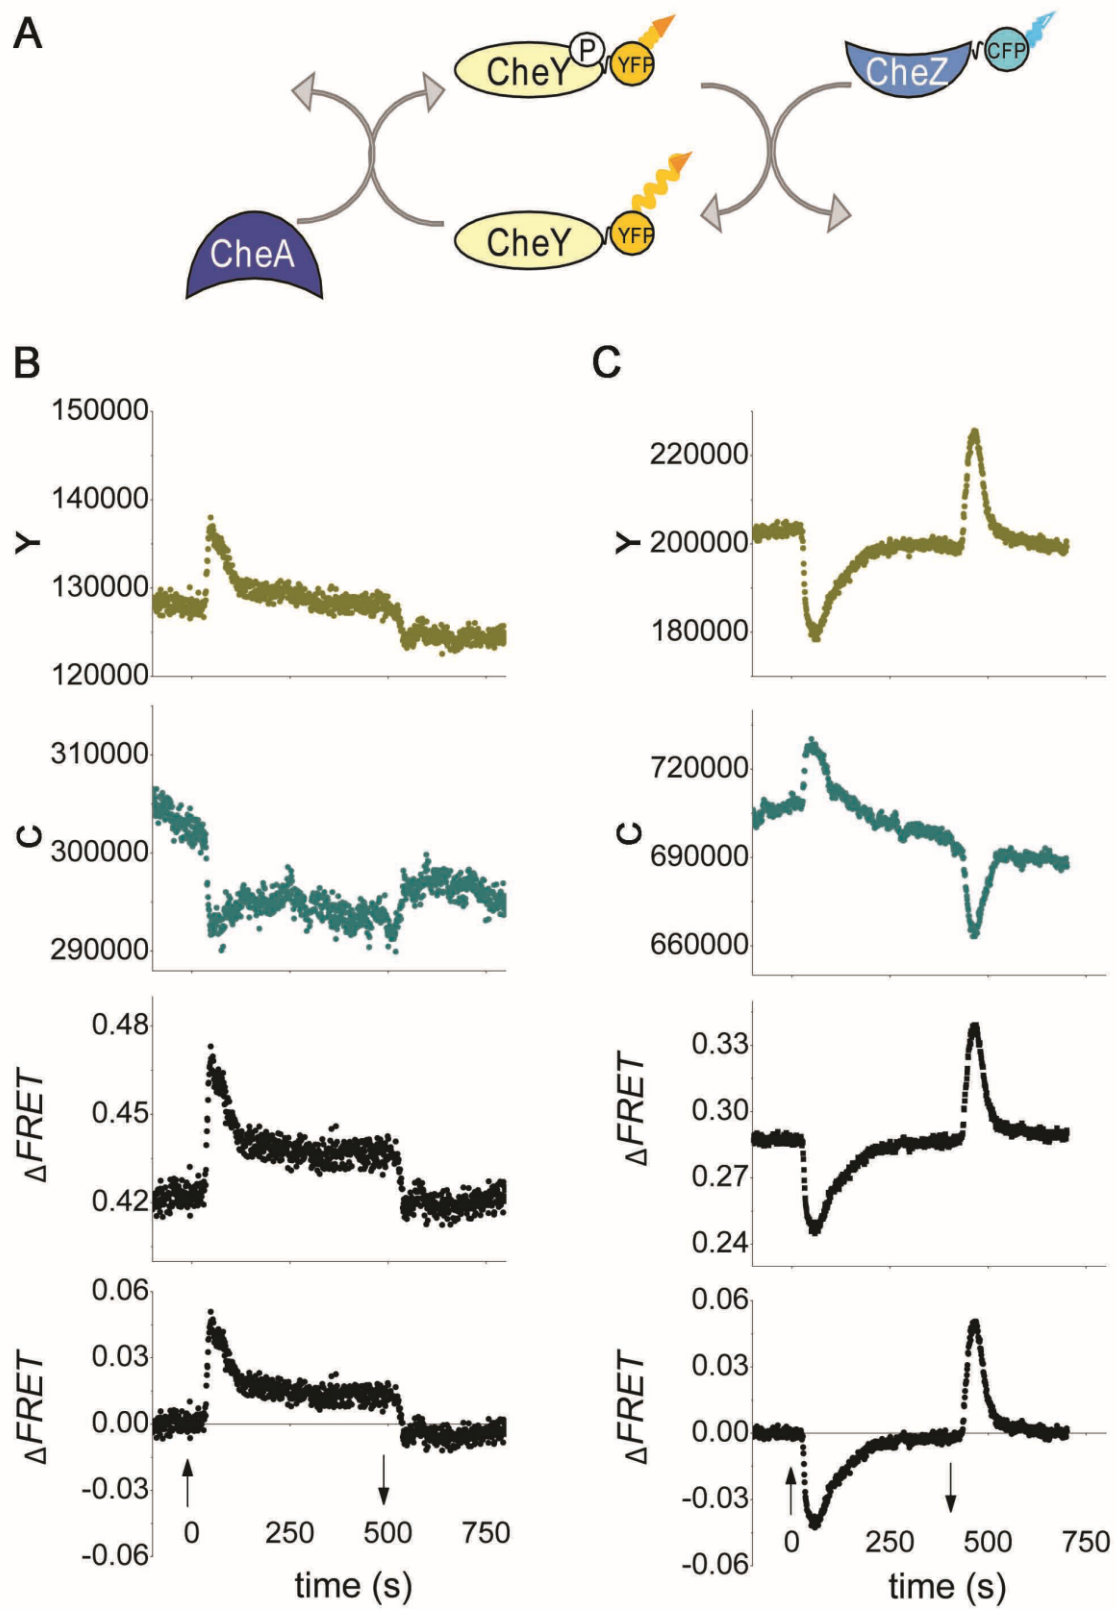 A
CheY P YFP
CheZ CFP
CheA
CheY YFP
B
C
Y
150000
140000
130000
120000
Y
220000
200000
180000
C
310000
300000
290000
C
720000
690000
660000
ΔFRET
0.48
0.45
0.42
ΔFRET
0.33
0.30
0.27
0.24
ΔFRET
0.06
0.03
0.00
-0.03
-0.06
0 250 500 750
time (s)
ΔFRET
0.06
0.03
0.00
-0.03
-0.06
0 250 500 750
time (s)